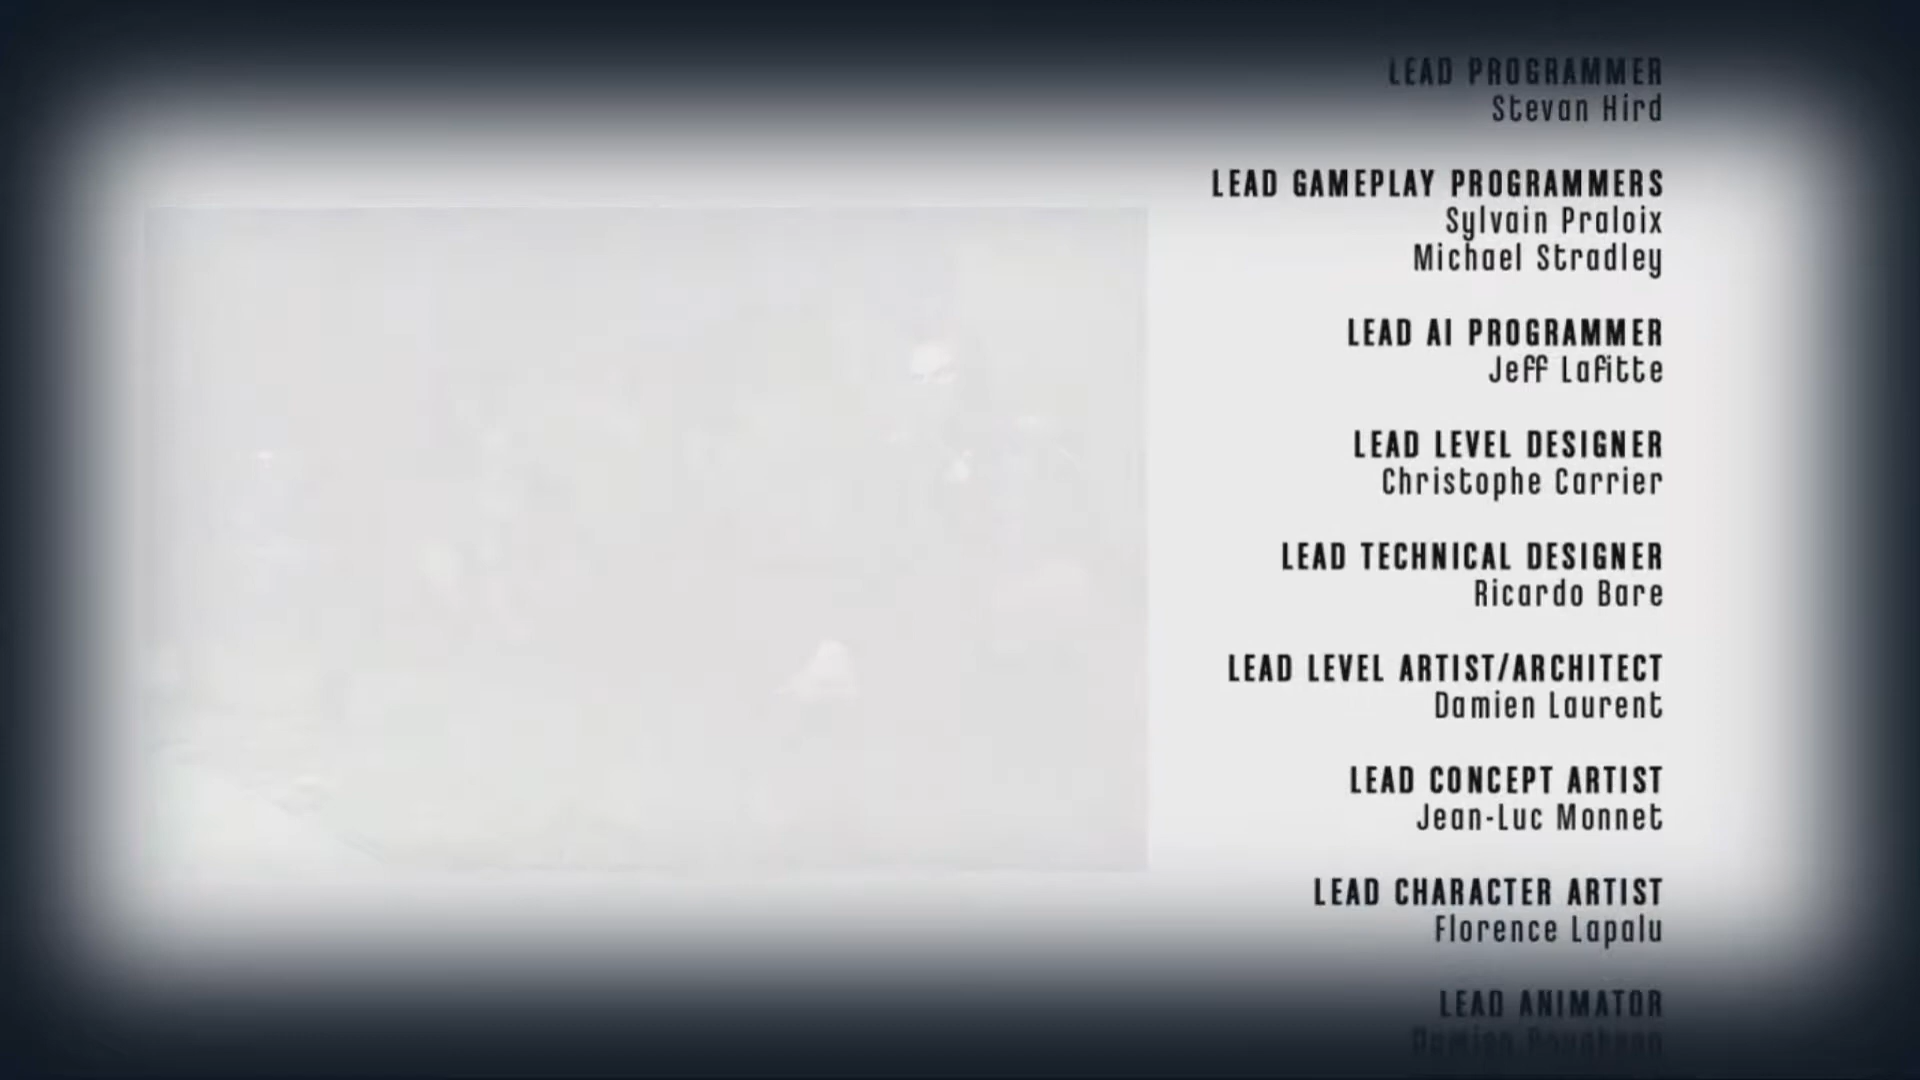 LEAD PROGRAMMER
Stevan Hird
LEAD GAMEPLAY PROGRAMMERS
Sylvain Praloix
Michael Stradley
LEAD AI PROGRAMMER
Jeff Lafitte
LEAD LEVEL DESIGNER
Christophe Carrier
LEAD TECHNICAL DESIGNER
Ricardo Bare
LEAD LEVEL ARTIST/ARCHITECT
Damien Laurent
LEAD CONCEPT ARTIST
Jean-Luc Monnet
LEAD CHARACTER ARTIST
Florence Lapalu
LEAD ANIMATOR
Damien